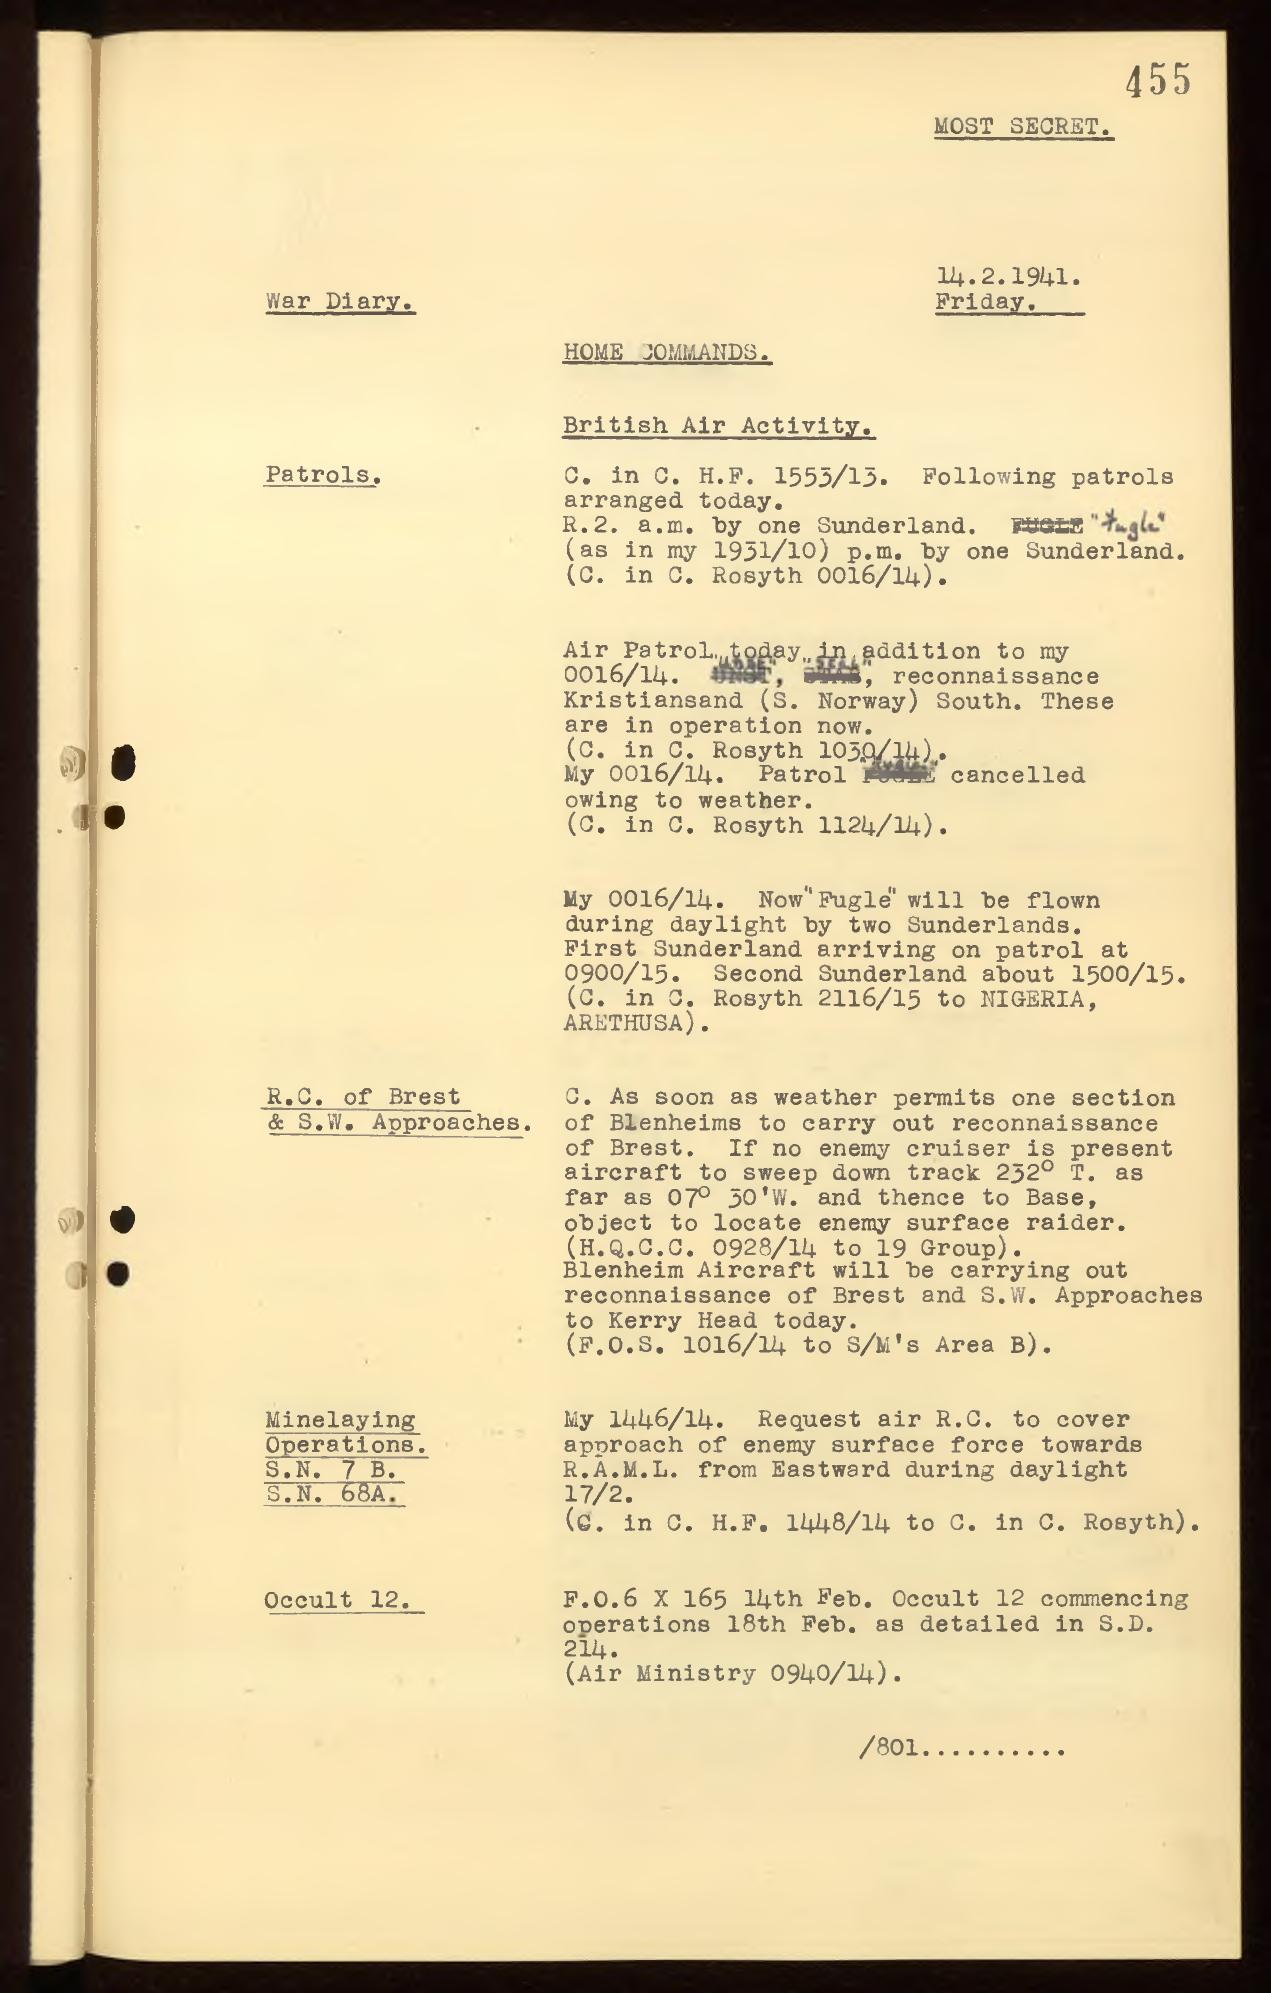 455
MOST SECRET.
14.2.1941.
War Diary.
Friday.
HOME COMMANDS.
British Air Activity.
Patrols.
C. in C. H.F. 1553/13. Following patrols
arranged today.
R.2. a.m. by one Sunderland. FUGLE "Fugle"
(as in my 1931/10) p.m. by one Sunderland.
(C. in C. Rosyth 0016/14).
Air Patrol today in addition to my
0016/14. , , reconnaissance
Kristiansand (S. Norway) South. These
are in operation now.
(C. in C. Rosyth 1030/14).
My 0016/14. Patrol FUGLE cancelled
owing to weather.
(C. in C. Rosyth 1124/14).
My 0016/14. Now "Fugle" will be flown
during daylight by two Sunderlands.
First Sunderland arriving on patrol at
0900/15. Second Sunderland about 1500/15.
(C. in C. Rosyth 2116/15 to NIGERIA,
ARETHUSA).
R.C. of Brest
& S.W. Approaches.
C. As soon as weather permits one section
of Blenheims to carry out reconnaissance
of Brest. If no enemy cruiser is present
aircraft to sweep down track 232° T. as
far as 07° 30'W. and thence to Base,
object to locate enemy surface raider.
(H.Q.C.C. 0928/14 to 19 Group).
Blenheim Aircraft will be carrying out
reconnaissance of Brest and S.W. Approaches
to Kerry Head today.
(F.O.S. 1016/14 to S/M's Area B).
Minelaying
Operations.
S.N. 7 B.
S.N. 68A.
My 1446/14. Request air R.C. to cover
approach of enemy surface force towards
R.A.M.L. from Eastward during daylight
17/2.
(C. in C. H.F. 1448/14 to C. in C. Rosyth).
Occult 12.
F.O.6 X 165 14th Feb. Occult 12 commencing
operations 18th Feb. as detailed in S.D.
214.
(Air Ministry 0940/14).
/801..........